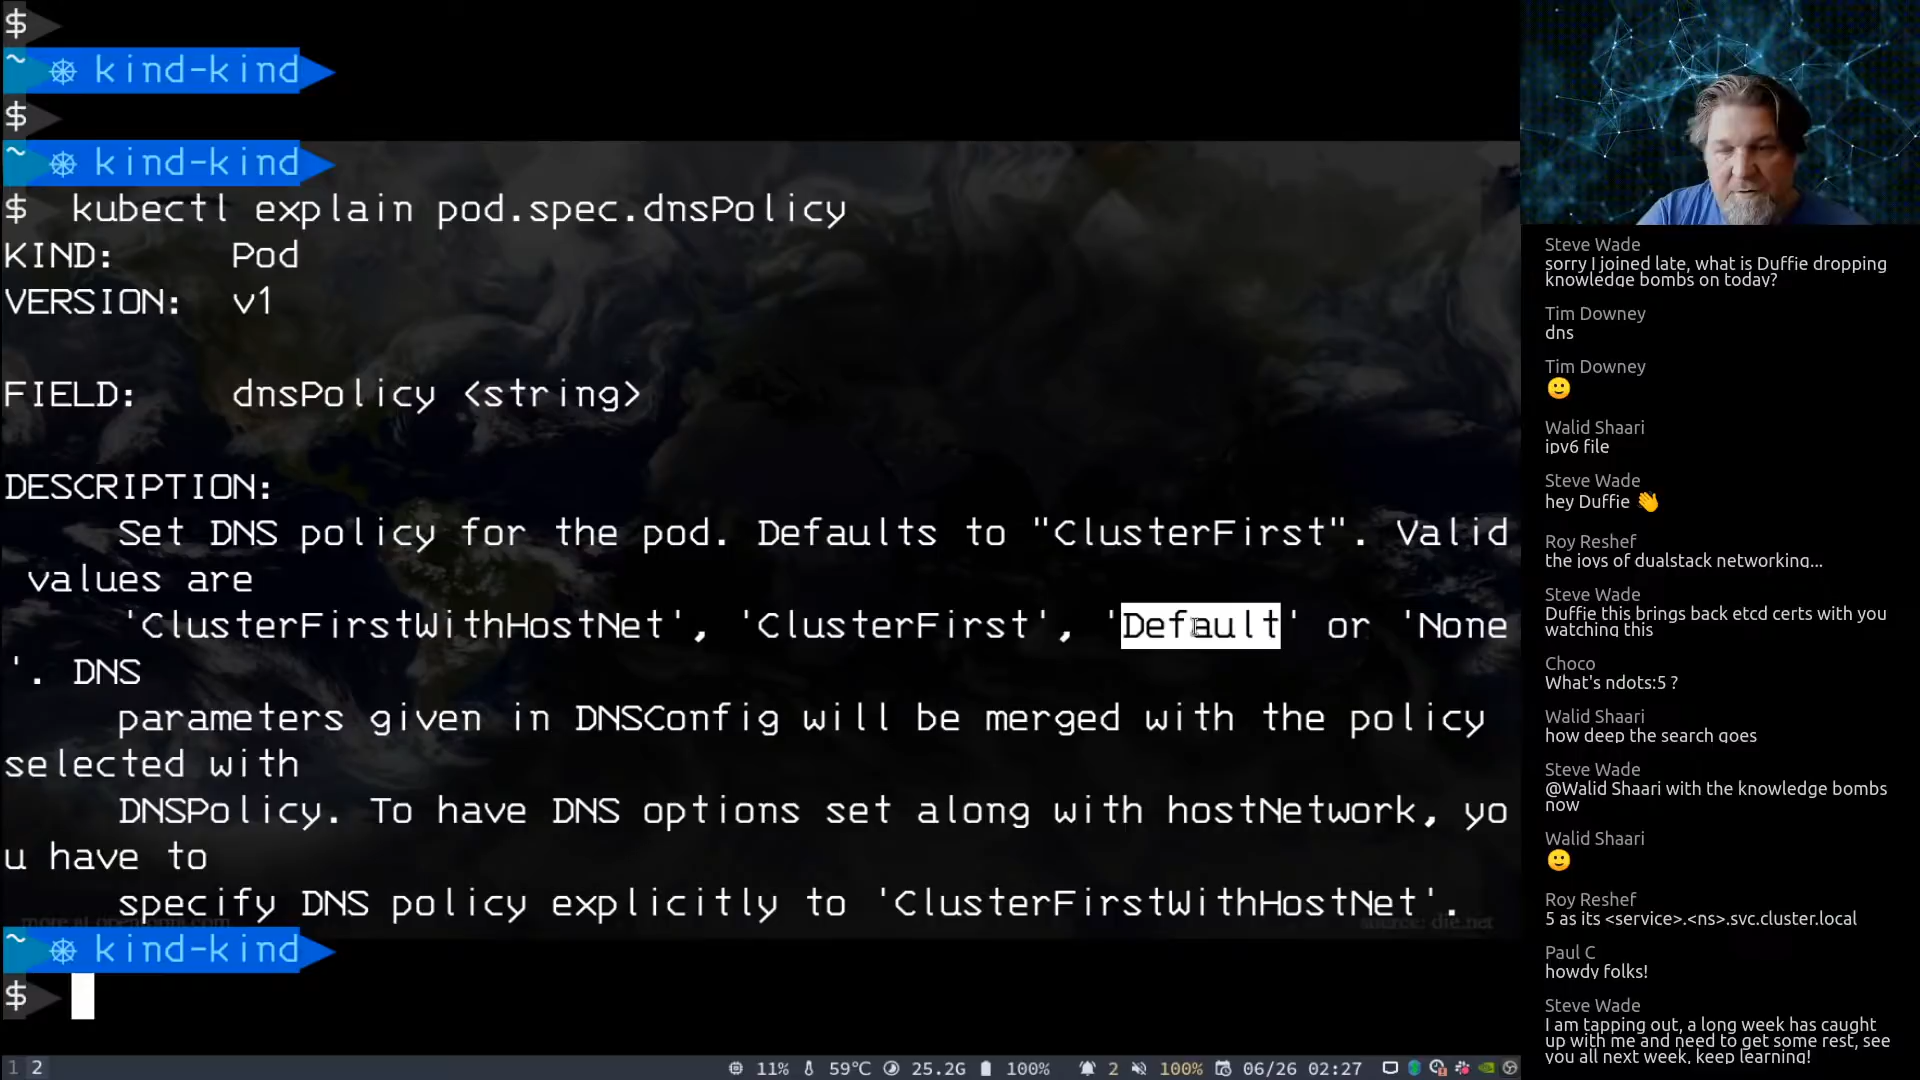 $
~ kind-kind
$
~ kind-kind
$ kubectl explain pod.spec.dnsPolicy
KIND: Pod
VERSION: v1
FIELD: dnsPolicy <string>
DESCRIPTION:
Set DNS policy for the pod. Defaults to "ClusterFirst". Valid
values are
'ClusterFirstWithHostNet', 'ClusterFirst', 'Default' or 'None
'. DNS
parameters given in DNSConfig will be merged with the policy
selected with
DNSPolicy. To have DNS options set along with hostNetwork, yo
u have to
specify DNS policy explicitly to 'ClusterFirstWithHostNet'.
source: die.net
~ kind-kind
$
1 2 11% 59°C 25.2G 100% 2 100% 06/26 02:27
Steve Wade
sorry I joined late, what is Duffie dropping
knowledge bombs on today?
Tim Downey
dns
Tim Downey
🙂
Walid Shaari
ipv6 file
Steve Wade
hey Duffie 👋
Roy Reshef
the joys of dualstack networking...
Steve Wade
Duffie this brings back etcd certs with you
watching this
Choco
What's ndots:5 ?
Walid Shaari
how deep the search goes
Steve Wade
@Walid Shaari with the knowledge bombs
now
Walid Shaari
🙂
Roy Reshef
5 as its <service>.<ns>.svc.cluster.local
Paul C
howdy folks!
Steve Wade
I am tapping out, a long week has caught
up with me and need to get some rest, see
you all next week, keep learning!